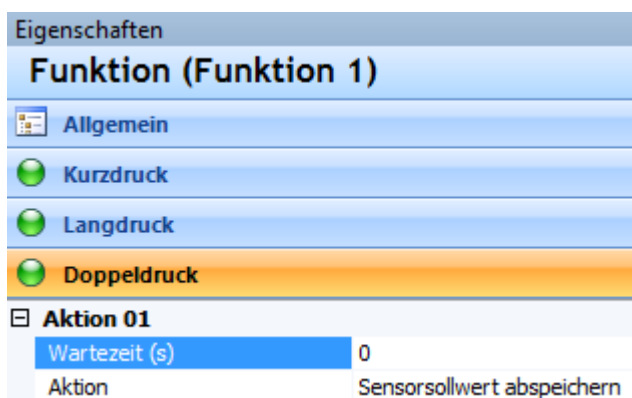 Eigenschaften
Funktion (Funktion 1)
Allgemein
Kurzdruck
Langdruck
Doppeldruck
Aktion 01
Wartezeit (s) 0
Aktion Sensorsollwert abspeichern